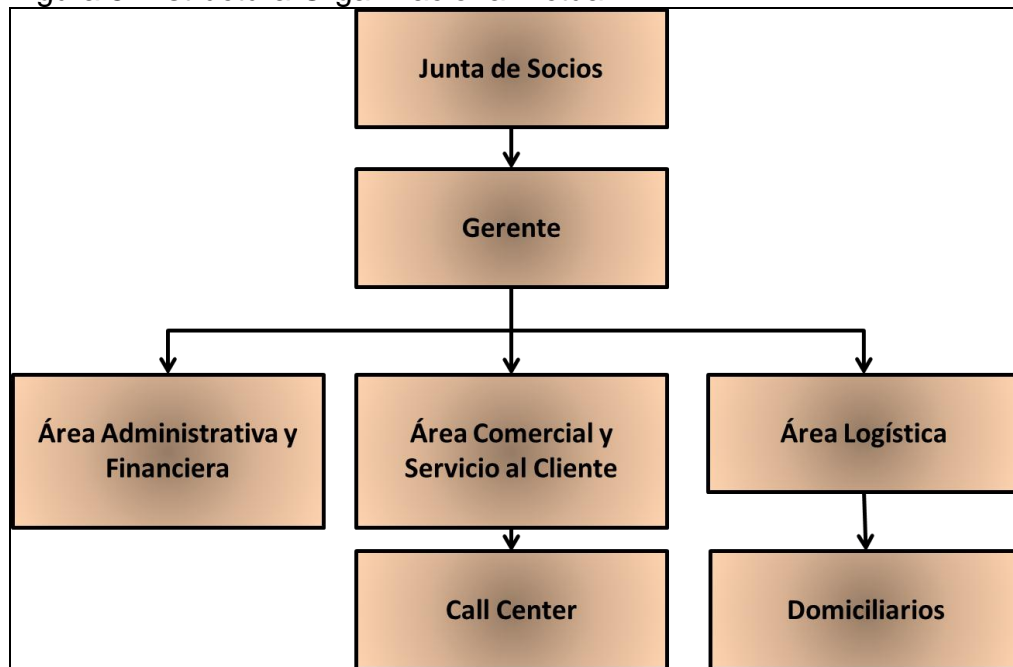 Junta de Socios
Gerente
Área Administrativa y
Financiera
Área Comercial y
Servicio al Cliente
Área Logística
Call Center
Domiciliarios